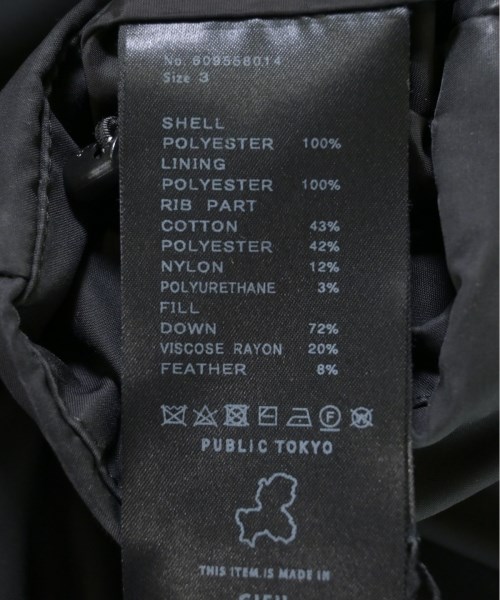 No. 609558014
Size 3
SHELL
POLYESTER 100%
LINING
POLYESTER 100%
RIB PART
COTTON 43%
POLYESTER 42%
NYLON 12%
POLYURETHANE 3%
FILL
DOWN 72%
VISCOSE RAYON 20%
FEATHER 8%
PUBLIC TOKYO
THIS ITEM IS MADE IN